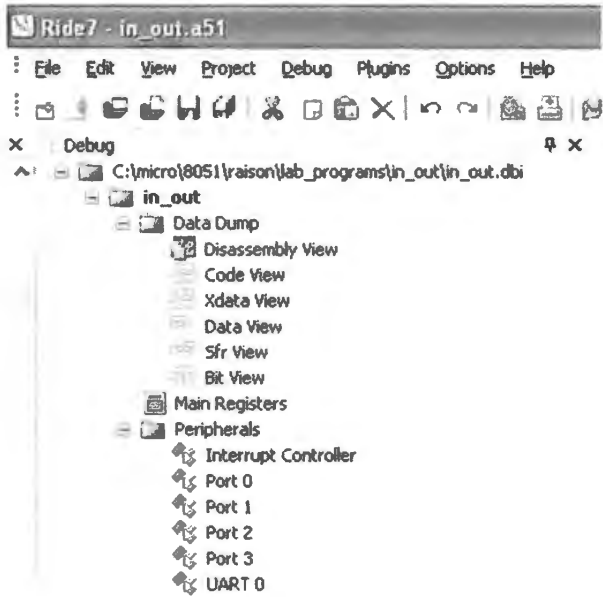 Ride7 - in_out.a51
File Edit View Project Debug Plugins Options Help
Debug
C:\micro\8051\raison\lab_programs\in_out\in_out.dbi
in_out
Data Dump
Disassembly View
Code View
Xdata View
Data View
Sfr View
Bit View
Main Registers
Peripherals
Interrupt Controller
Port 0
Port 1
Port 2
Port 3
UART 0